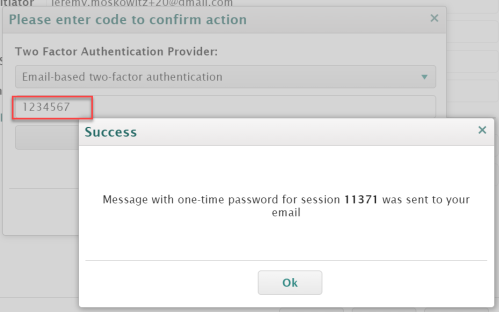 itiator jeremy.moskowitz+20@gmail.com
Please enter code to confirm action ×
Two Factor Authentication Provider:
Email-based two-factor authentication
1234567
Success ×
Message with one-time password for session 11371 was sent to your
email
Ok